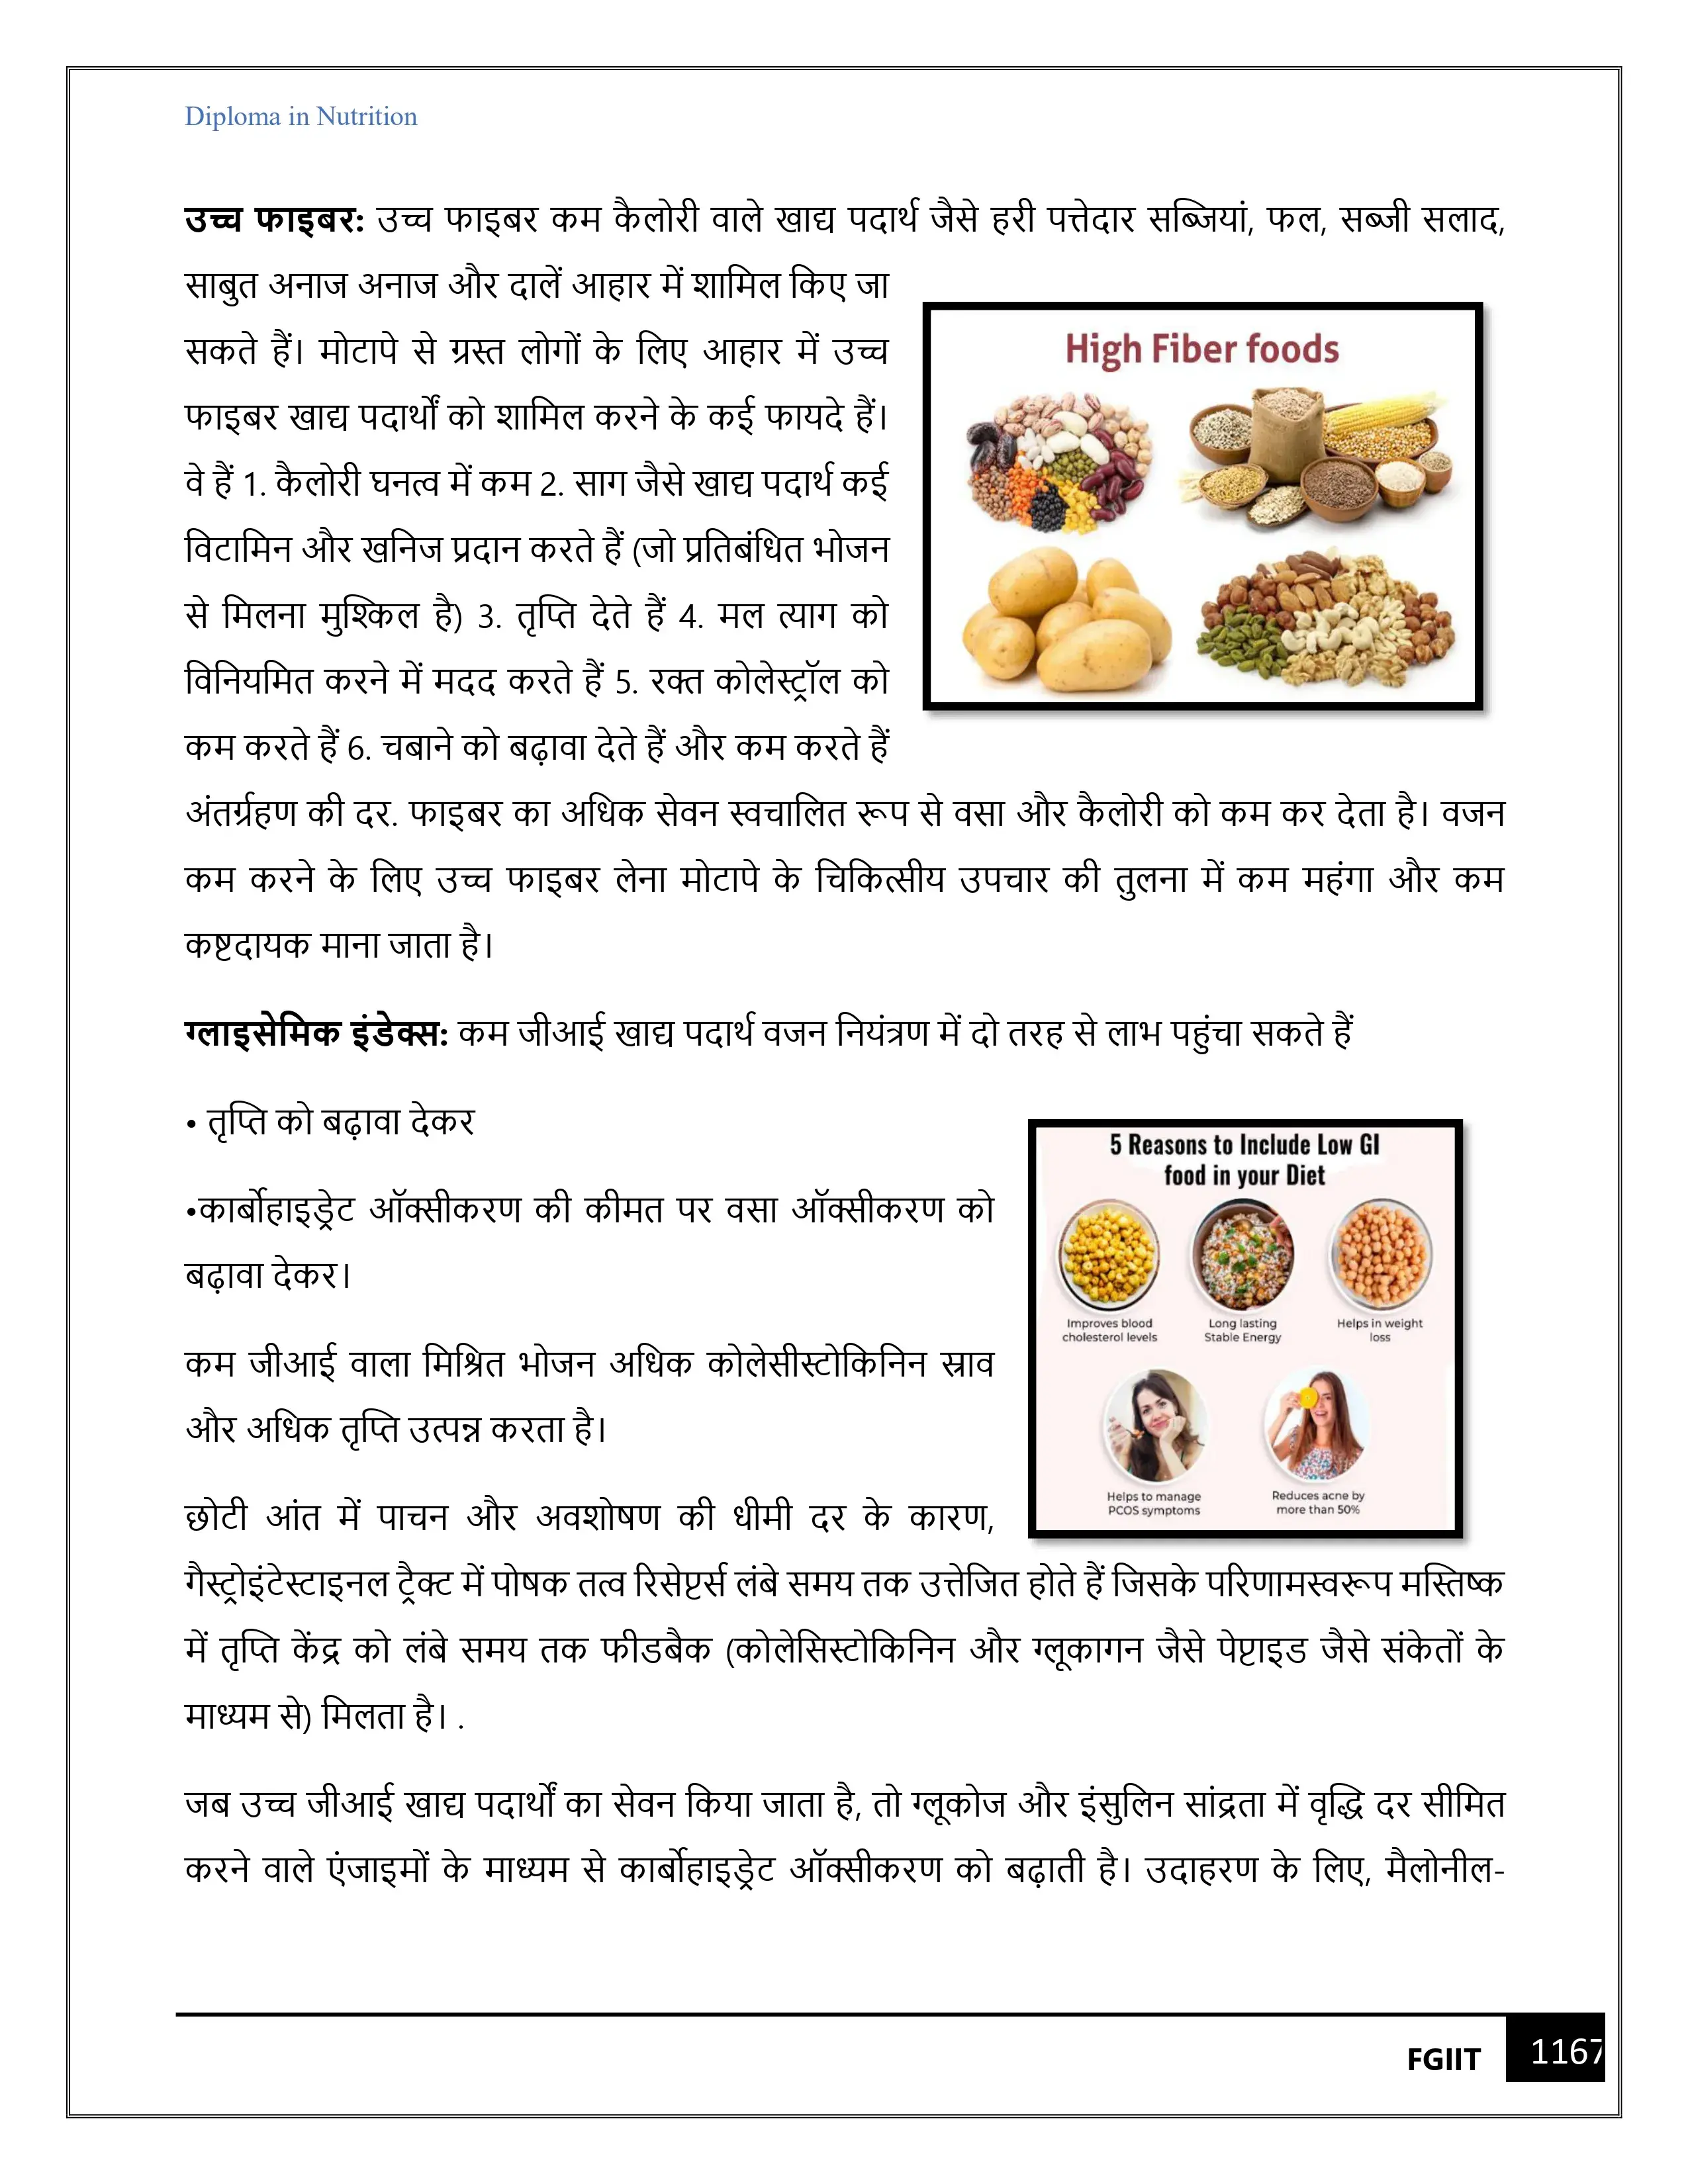 Diploma in Nutrition
उच्च फाइबर: उच्च फाइबर कम कैलोरी वाले खाद्य पदार्थ जैसे हरी पत्तेदार सब्जियां, फल, सब्जी सलाद,
साबुत अनाज अनाज और दालें आहार में शामिल किए जा
सकते हैं। मोटापे से ग्रस्त लोगों के लिए आहार में उच्च
फाइबर खाद्य पदार्थों को शामिल करने के कई फायदे हैं।
वे हैं 1. कैलोरी घनत्व में कम 2. साग जैसे खाद्य पदार्थ कई
विटामिन और खनिज प्रदान करते हैं (जो प्रतिबंधित भोजन
से मिलना मुश्किल है) 3. तृप्ति देते हैं 4. मल त्याग को
विनियमित करने में मदद करते हैं 5. रक्त कोलेस्ट्रॉल को
कम करते हैं 6. चबाने को बढ़ावा देते हैं और कम करते हैं
High Fiber foods
अंतर्ग्रहण की दर. फाइबर का अधिक सेवन स्वचालित रूप से वसा और कैलोरी को कम कर देता है। वजन
कम करने के लिए उच्च फाइबर लेना मोटापे के चिकित्सीय उपचार की तुलना में कम महंगा और कम
कष्टदायक माना जाता है।
ग्लाइसेमिक इंडेक्स: कम जीआई खाद्य पदार्थ वजन नियंत्रण में दो तरह से लाभ पहुंचा सकते हैं
• तृप्ति को बढ़ावा देकर
•कार्बोहाइड्रेट ऑक्सीकरण की कीमत पर वसा ऑक्सीकरण को
बढ़ावा देकर।
कम जीआई वाला मिश्रित भोजन अधिक कोलेसीस्टोकिनिन स्राव
और अधिक तृप्ति उत्पन्न करता है।
छोटी आंत में पाचन और अवशोषण की धीमी दर के कारण,
5 Reasons to Include Low GI
food in your Diet
Improves blood
cholesterol levels
Long lasting
Stable Energy
Helps in weight
loss
Helps to manage
PCOS symptoms
Reduces acne by
more than 50%
गैस्ट्रोइंटेस्टाइनल ट्रैक्ट में पोषक तत्व रिसेप्टर्स लंबे समय तक उत्तेजित होते हैं जिसके परिणामस्वरूप मस्तिष्क
में तृप्ति केंद्र को लंबे समय तक फीडबैक (कोलेसिस्टोकिनिन और ग्लूकागन जैसे पेप्टाइड जैसे संकेतों के
माध्यम से) मिलता है। .
जब उच्च जीआई खाद्य पदार्थों का सेवन किया जाता है, तो ग्लूकोज और इंसुलिन सांद्रता में वृद्धि दर सीमित
करने वाले एंजाइमों के माध्यम से कार्बोहाइड्रेट ऑक्सीकरण को बढ़ाती है। उदाहरण के लिए, मैलोनील-
FGIIT
1167